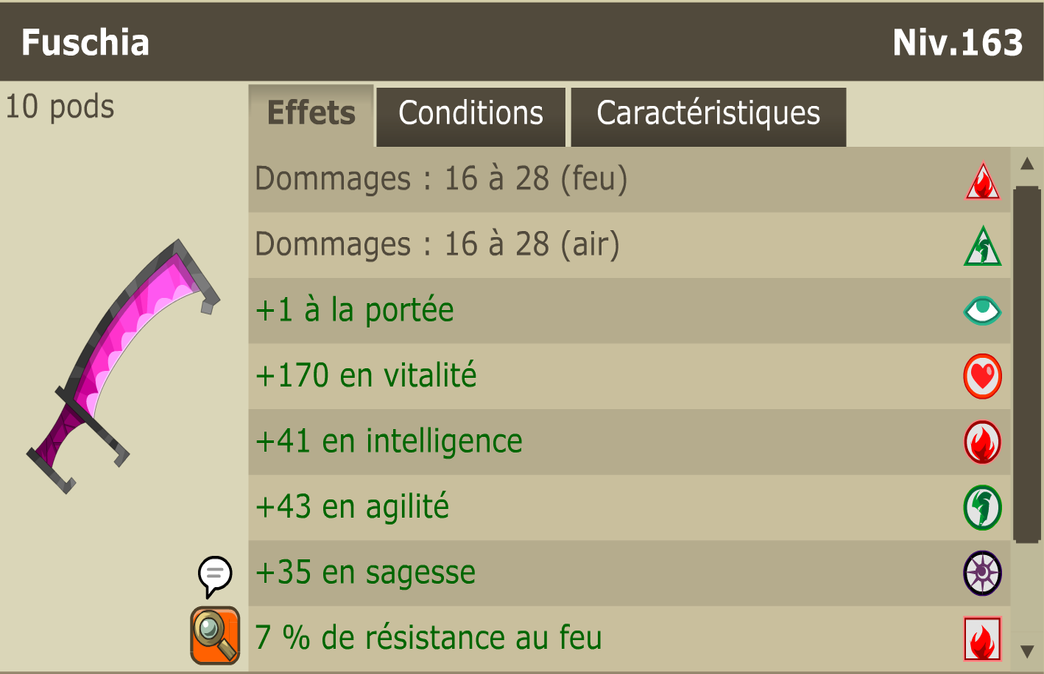 Fuschia
Niv.163
10 pods
Effets
Conditions
Caractéristiques
Dommages : 16 à 28 (feu)
Dommages : 16 à 28 (air)
+1 à la portée
+170 en vitalité
+41 en intelligence
+43 en agilité
+35 en sagesse
7 % de résistance au feu